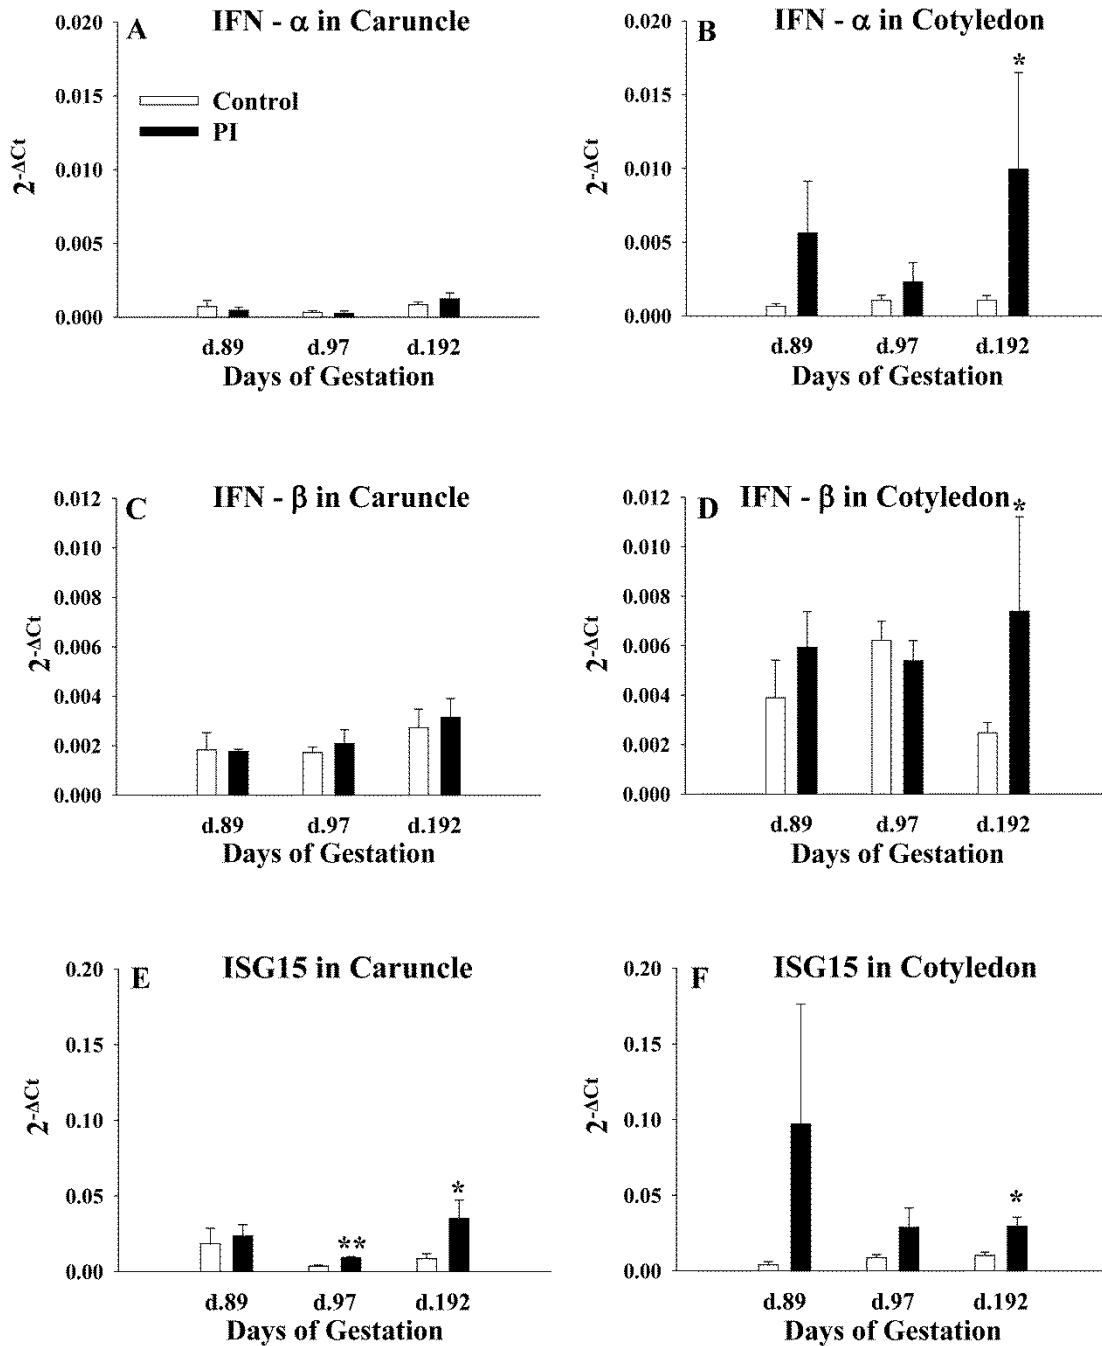 A IFN - α in Caruncle
0.020
0.015
0.010
0.005
0.000
2-ΔCt
Control
PI
d.89 d.97 d.192
Days of Gestation
B IFN - α in Cotyledon
0.020
0.015
0.010
0.005
0.000
2-ΔCt
*
d.89 d.97 d.192
Days of Gestation
C IFN - β in Caruncle
0.012
0.010
0.008
0.006
0.004
0.002
0.000
2-ΔCt
d.89 d.97 d.192
Days of Gestation
D IFN - β in Cotyledon
0.012
0.010
0.008
0.006
0.004
0.002
0.000
2-ΔCt
*
d.89 d.97 d.192
Days of Gestation
E ISG15 in Caruncle
0.20
0.15
0.10
0.05
0.00
2-ΔCt
** *
d.89 d.97 d.192
Days of Gestation
F ISG15 in Cotyledon
0.20
0.15
0.10
0.05
0.00
2-ΔCt
*
d.89 d.97 d.192
Days of Gestation